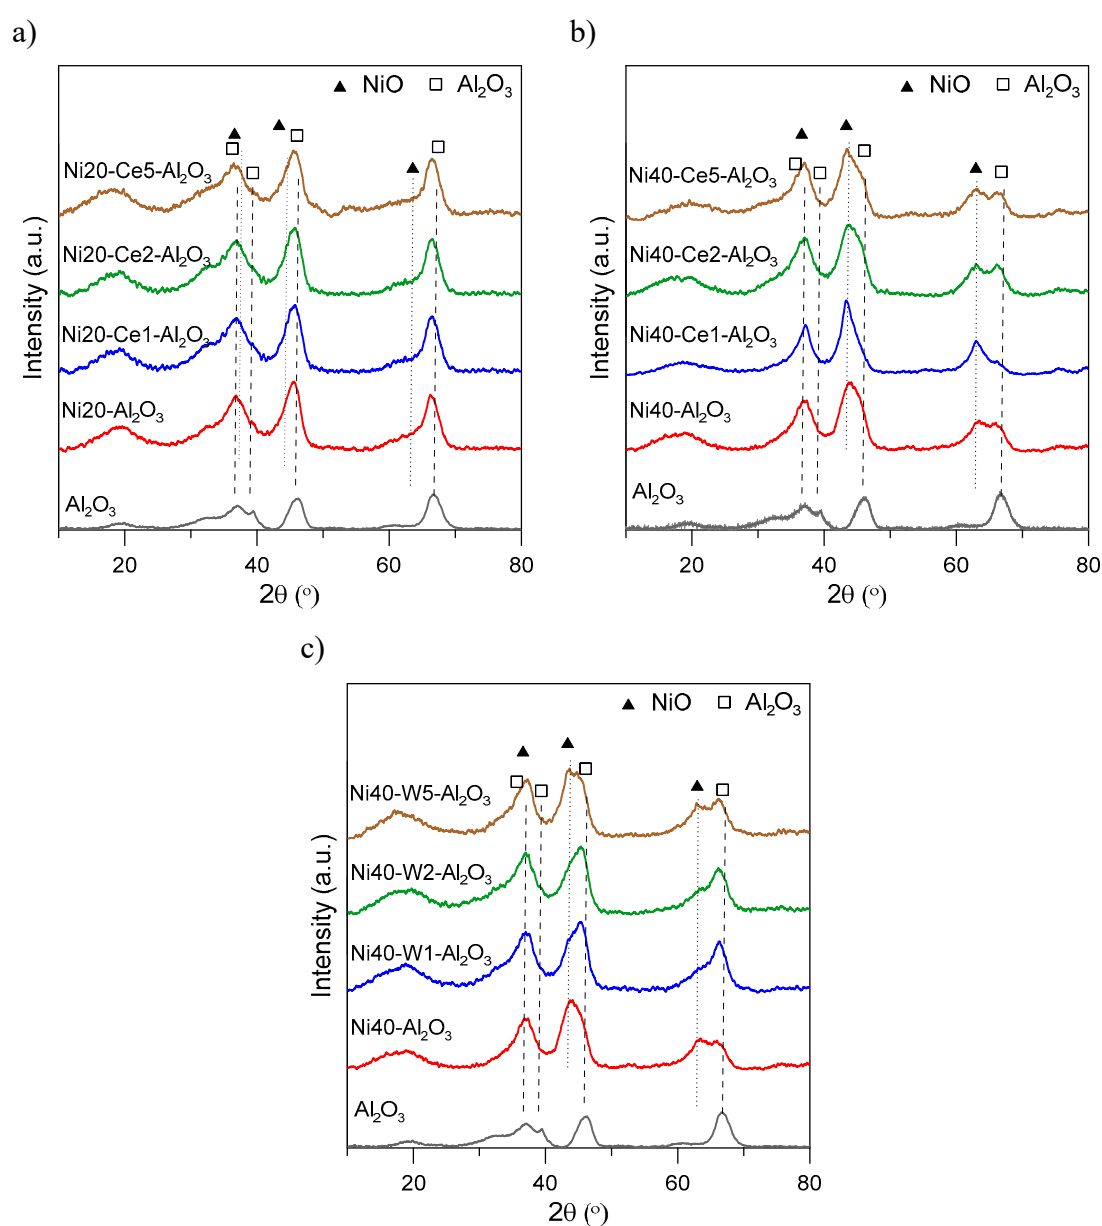 a)
▲ NiO □ Al₂O₃
Ni20-Ce5-Al₂O₃
Ni20-Ce2-Al₂O₃
Ni20-Ce1-Al₂O₃
Ni20-Al₂O₃
Al₂O₃
Intensity (a.u.)
20 40 60 80
2θ (°)
b)
▲ NiO □ Al₂O₃
Ni40-Ce5-Al₂O₃
Ni40-Ce2-Al₂O₃
Ni40-Ce1-Al₂O₃
Ni40-Al₂O₃
Al₂O₃
Intensity (a.u.)
20 40 60 80
2θ (°)
c)
▲ NiO □ Al₂O₃
Ni40-W5-Al₂O₃
Ni40-W2-Al₂O₃
Ni40-W1-Al₂O₃
Ni40-Al₂O₃
Al₂O₃
Intensity (a.u.)
20 40 60 80
2θ (°)